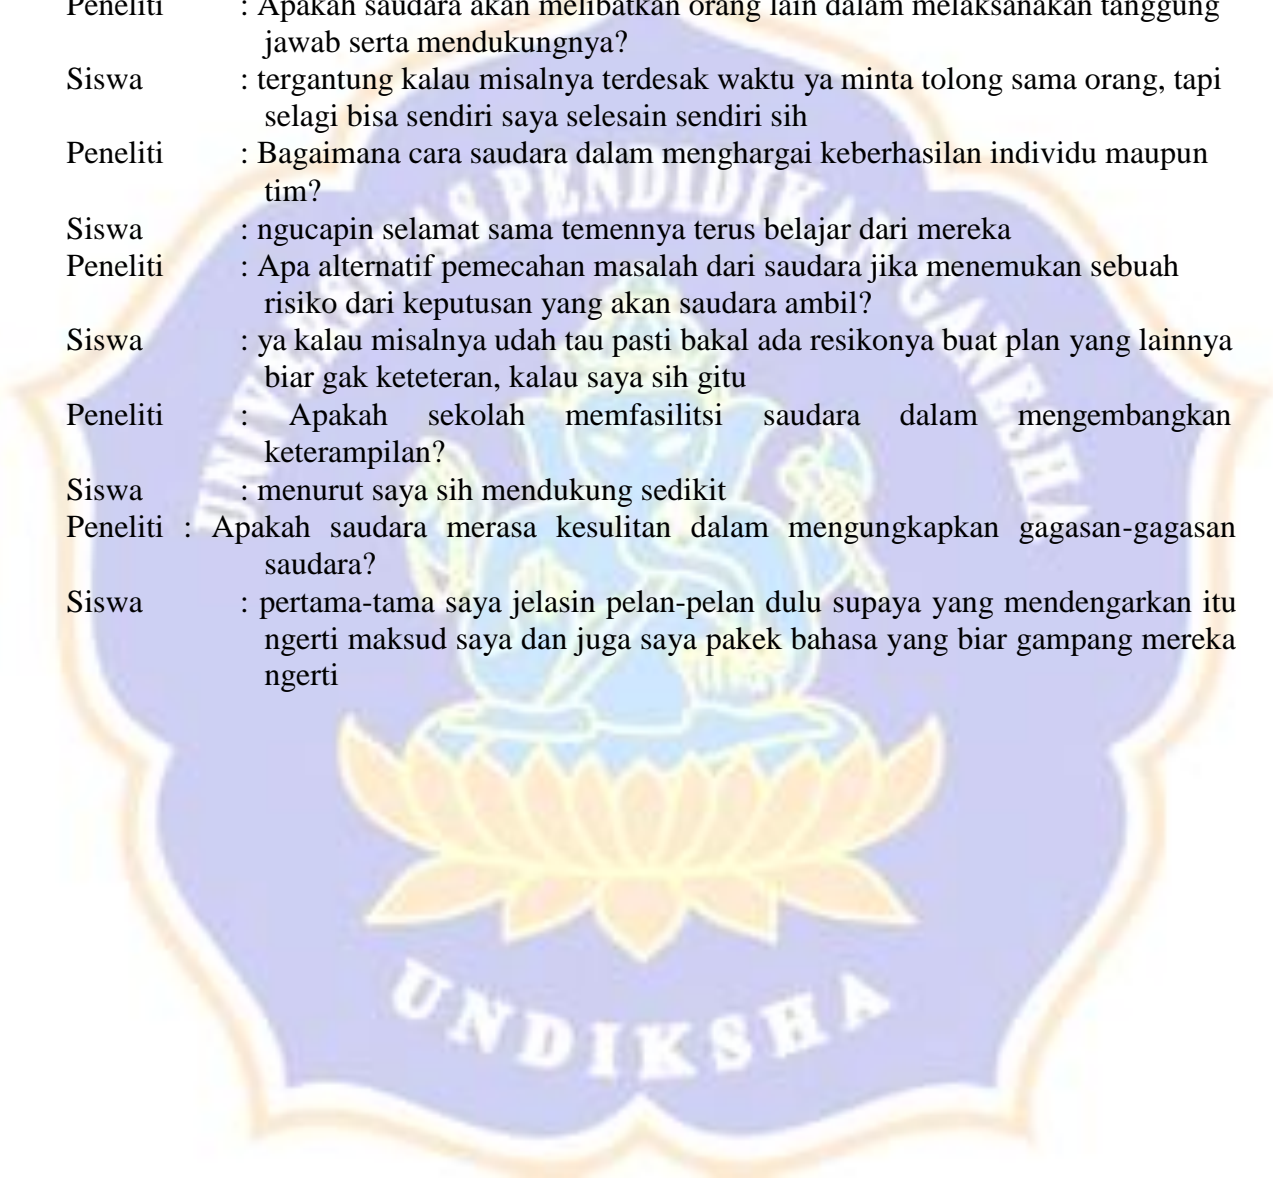 Peneliti : Apakah saudara akan melibatkan orang lain dalam melaksanakan tanggung
jawab serta mendukungnya?
Siswa : tergantung kalau misalnya terdesak waktu ya minta tolong sama orang, tapi
selagi bisa sendiri saya selesain sendiri sih
Peneliti : Bagaimana cara saudara dalam menghargai keberhasilan individu maupun
tim?
Siswa : ngucapin selamat sama temennya terus belajar dari mereka
Peneliti : Apa alternatif pemecahan masalah dari saudara jika menemukan sebuah
risiko dari keputusan yang akan saudara ambil?
Siswa : ya kalau misalnya udah tau pasti bakal ada resikonya buat plan yang lainnya
biar gak keteteran, kalau saya sih gitu
Peneliti : Apakah sekolah memfasilitsi saudara dalam mengembangkan
keterampilan?
Siswa : menurut saya sih mendukung sedikit
Peneliti : Apakah saudara merasa kesulitan dalam mengungkapkan gagasan-gagasan
saudara?
Siswa : pertama-tama saya jelasin pelan-pelan dulu supaya yang mendengarkan itu
ngerti maksud saya dan juga saya pakek bahasa yang biar gampang mereka
ngerti
UNIVERSITAS PENDIDIKAN GANESHA
UNDIKSHA